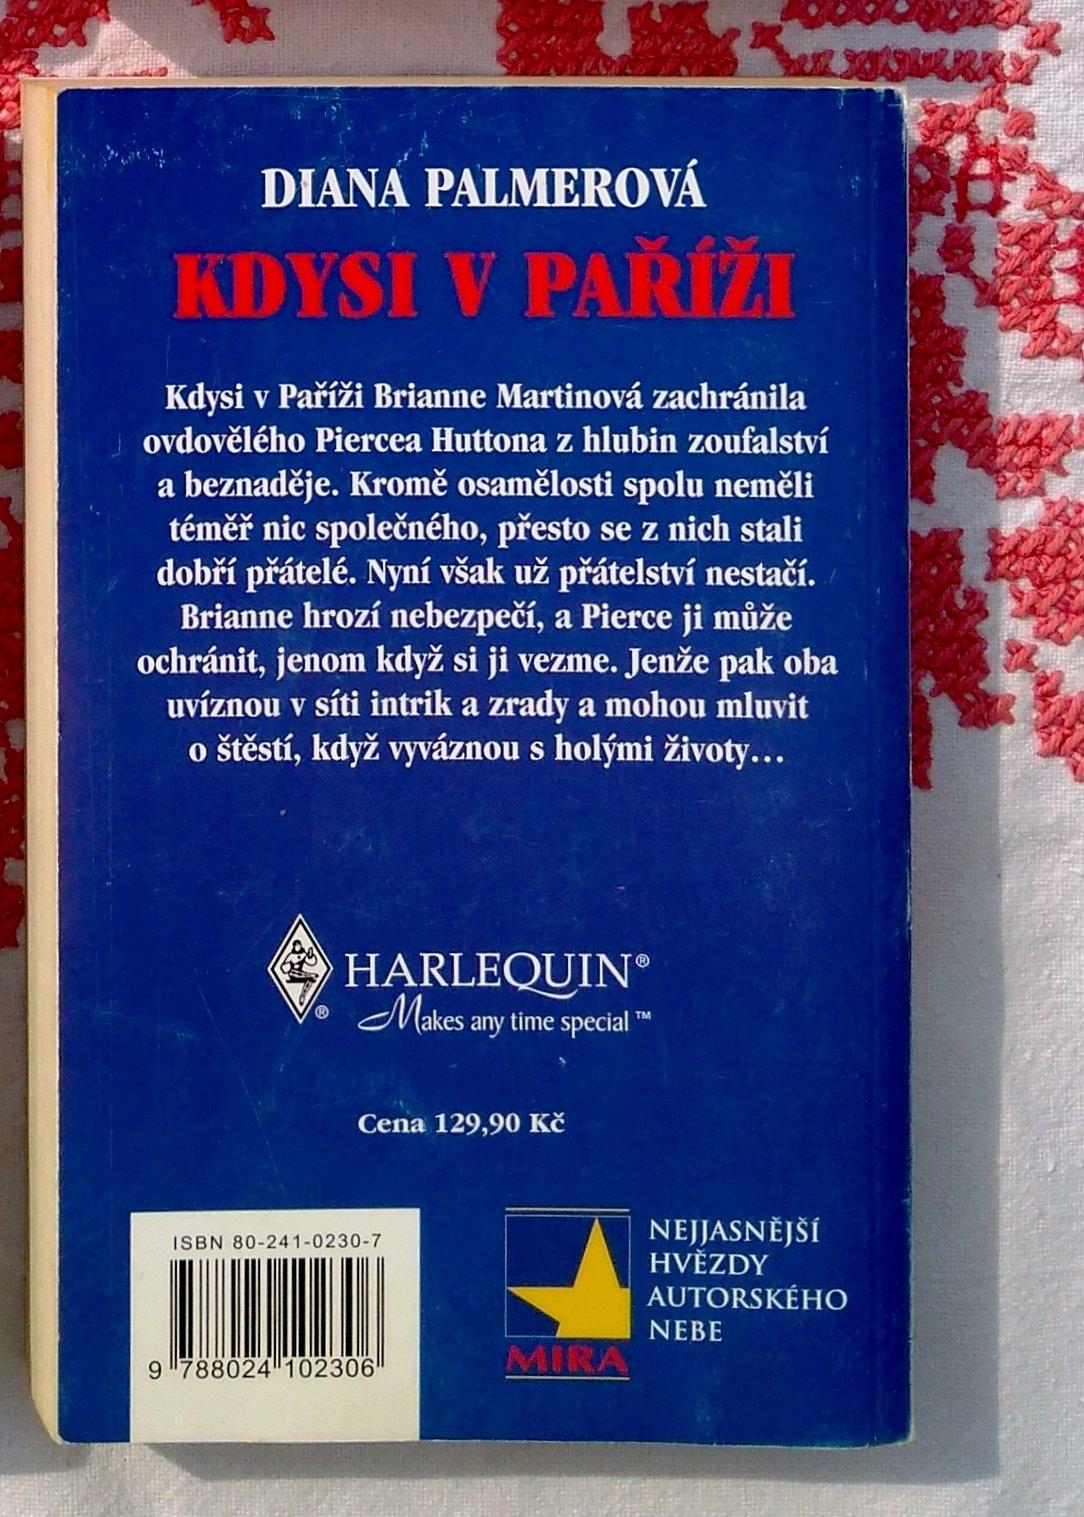 DIANA PALMEROVÁ
KDYSI V PAŘÍŽI
Kdysi v Paříži Brianne Martinová zachránila
ovdovělého Piercea Huttona z hlubin zoufalství
a beznaděje. Kromě osamělosti spolu neměli
téměř nic společného, přesto se z nich stali
dobří přátelé. Nyní však už přátelství nestačí.
Brianne hrozí nebezpečí, a Pierce ji může
ochránit, jenom když si ji vezme. Jenže pak oba
uvíznou v síti intrik a zrady a mohou mluvit
o štěstí, když vyváznou s holými životy...
HARLEQUIN®
®
Makes any time special™
Cena 129,90 Kč
ISBN 80-241-0230-7
9 788024 102306
MIRA
NEJJASNĚJŠÍ
HVĚZDY
AUTORSKÉHO
NEBE